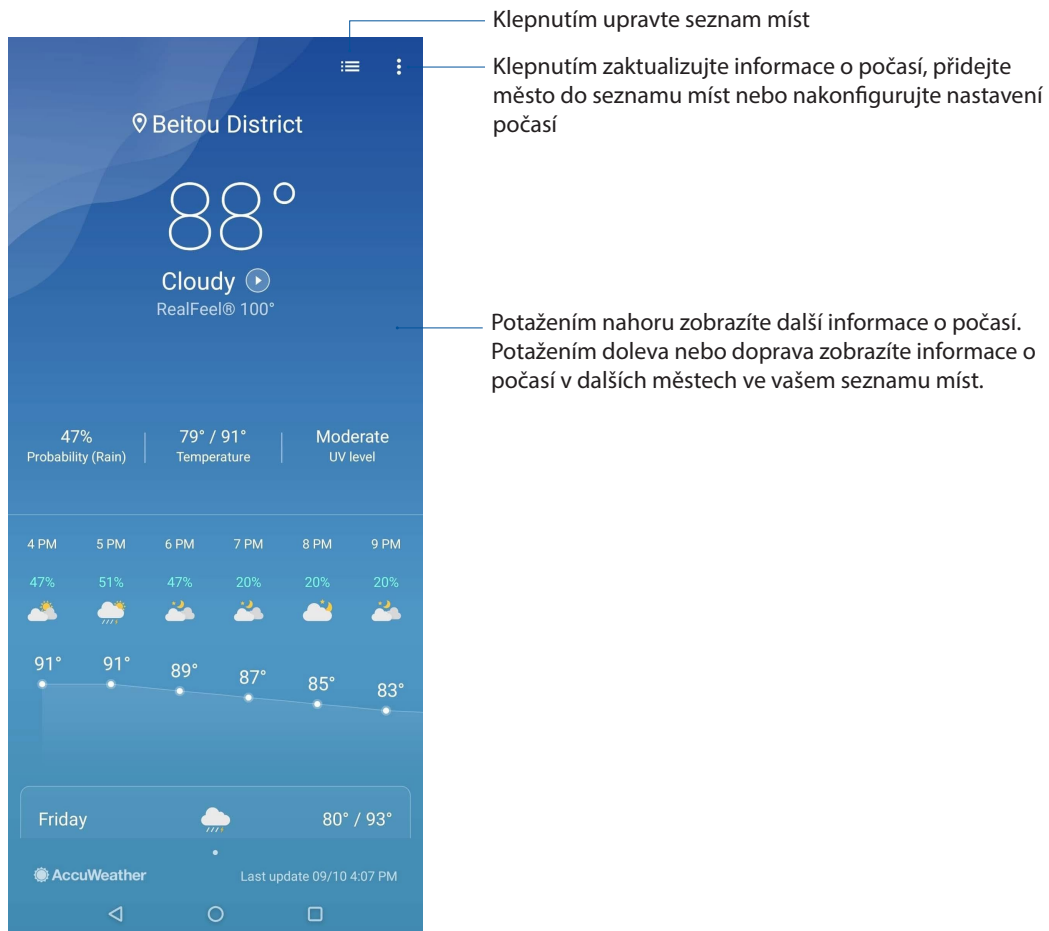 Klepnutím upravte seznam míst
Klepnutím zaktualizujte informace o počasí, přidejte
město do seznamu míst nebo nakonfigurujte nastavení
počasí
Beitou District
88°
Cloudy
RealFeel® 100°
Potažením nahoru zobrazíte další informace o počasí.
Potažením doleva nebo doprava zobrazíte informace o
počasí v dalších městech ve vašem seznamu míst.
47% 79° / 91° Moderate
Probability (Rain) Temperature UV level
4 PM 5 PM 6 PM 7 PM 8 PM 9 PM
47% 51% 47% 20% 20% 20%
91° 91° 89° 87° 85° 83°
Friday 80° / 93°
AccuWeather Last update 09/10 4:07 PM